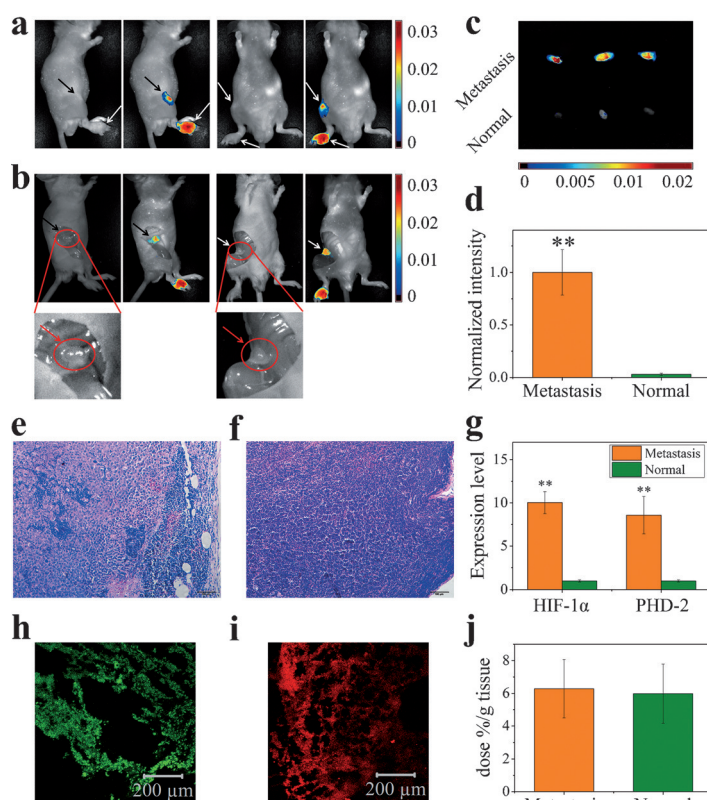 a
0.03
0.02
0.01
0
b
0.03
0.02
0.01
0
c
Metastasis
Normal
0 0.005 0.01 0.02
d
**
Normalized intensity
1.0
0.5
0.0
Metastasis Normal
e
f
g
Metastasis
Normal
Expression level
15
10
5
0
**
**
HIF-1α PHD-2
h
200 µm
i
200 µm
j
dose %/g tissue
8
6
4
2
0
Metastasis Normal